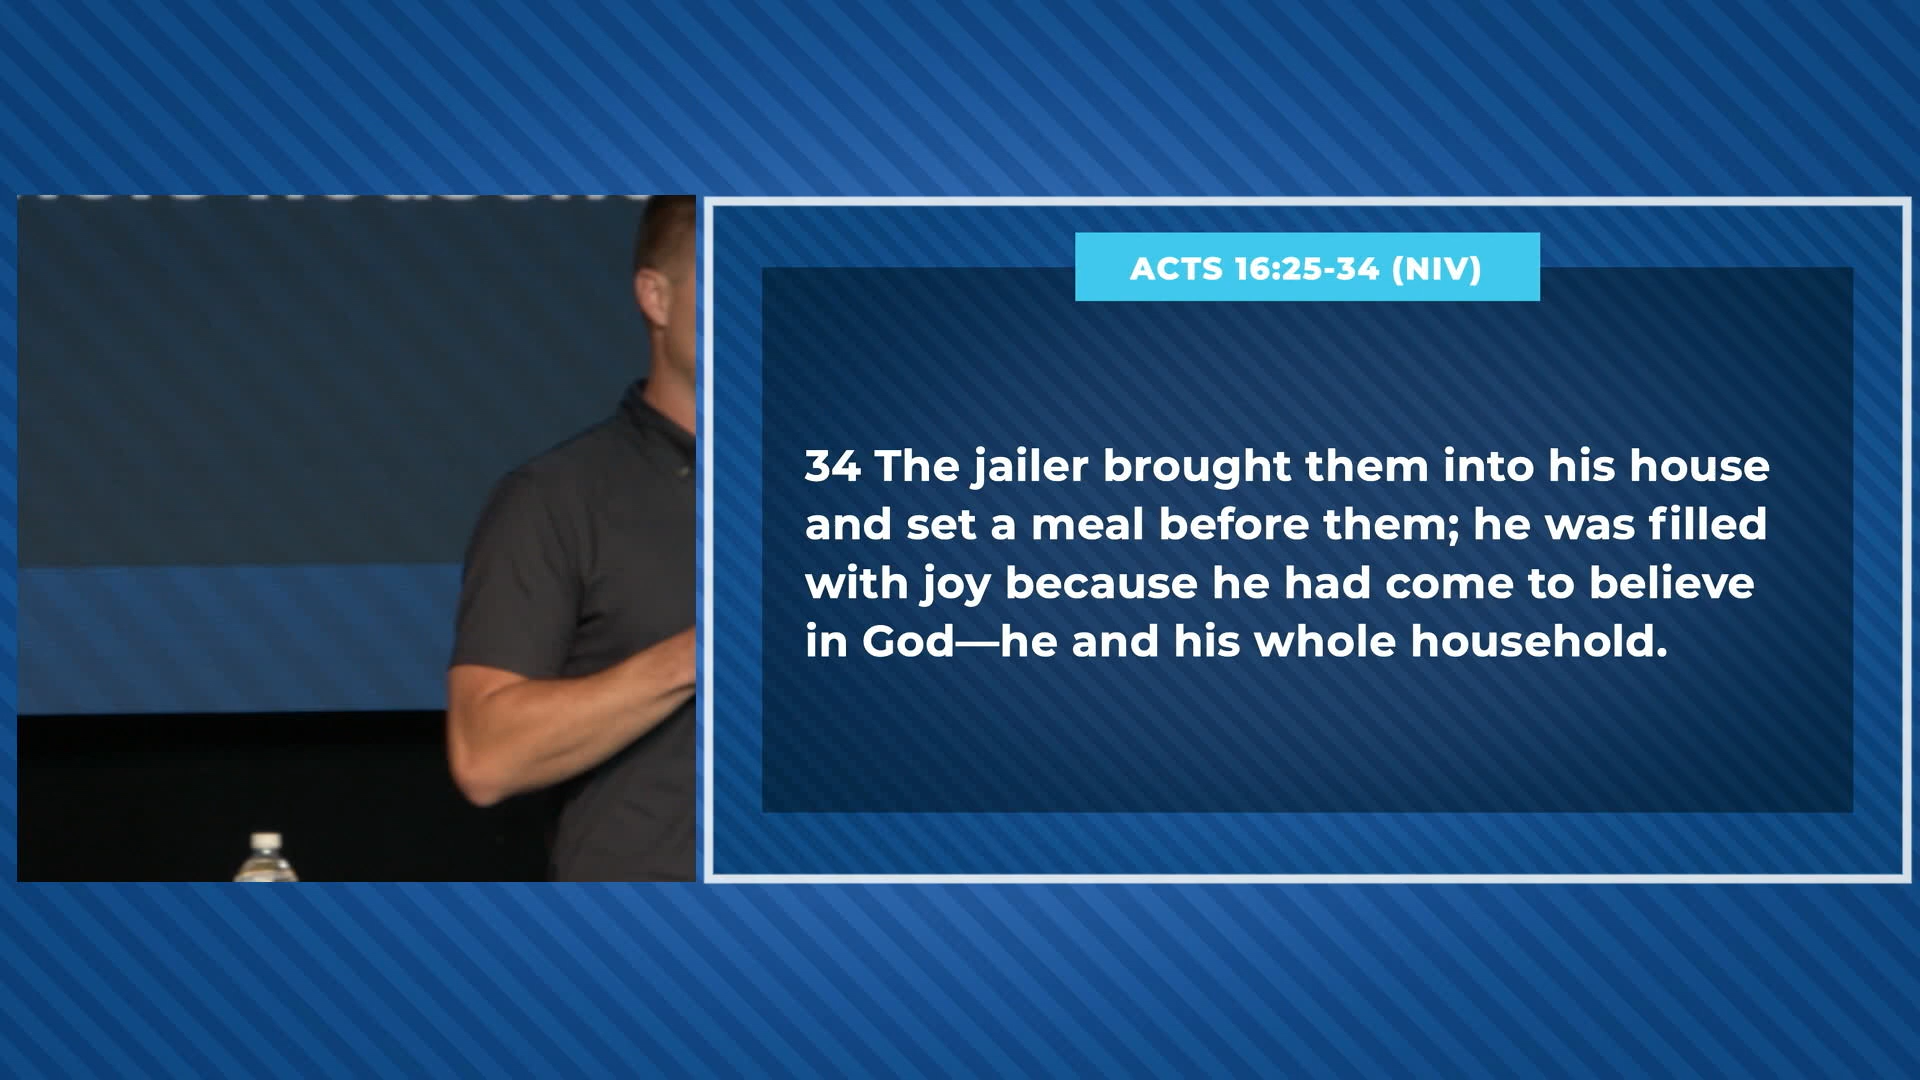 ACTS 16:25-34 (NIV)
34 The jailer brought them into his house
and set a meal before them; he was filled
with joy because he had come to believe
in God—he and his whole household.